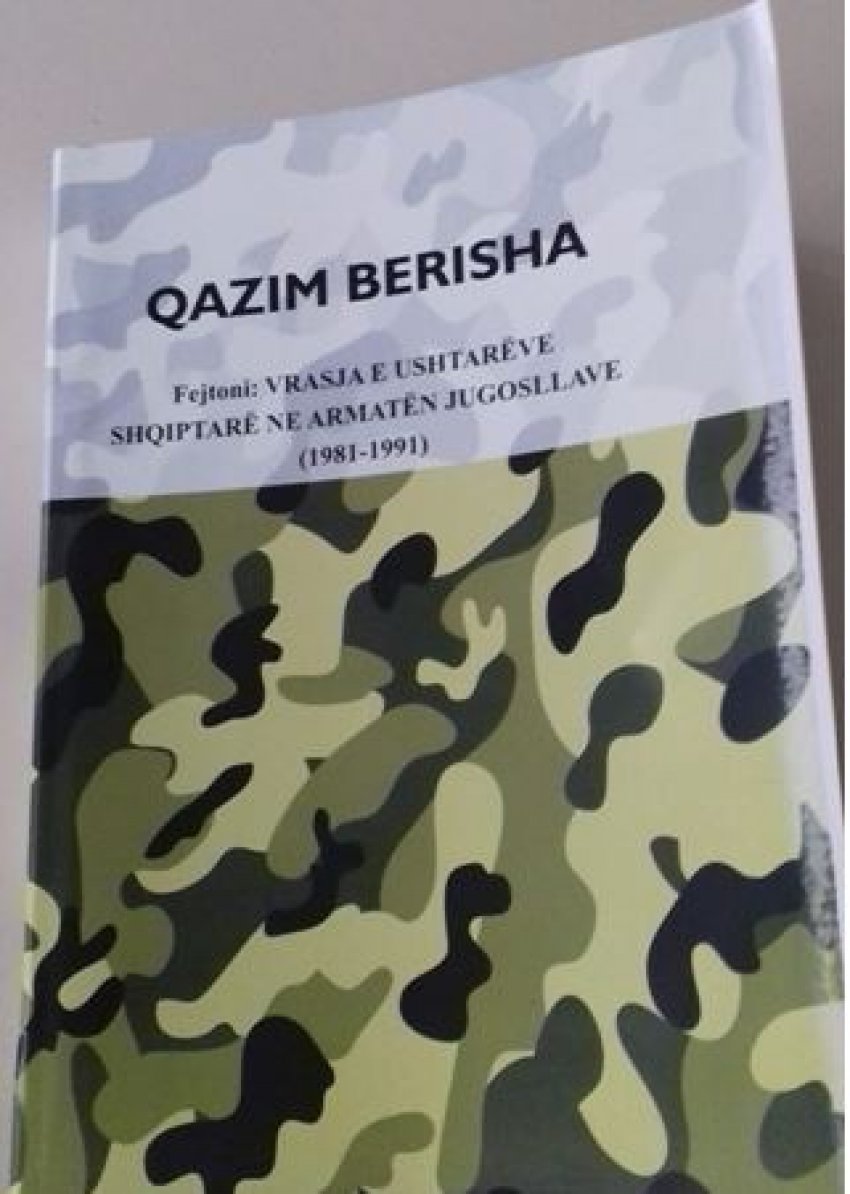 QAZIM BERISHA
Fejtoni: VRASJA E USHTARËVE
SHQIPTARË NE ARMATËN JUGOSLLAVE
(1981-1991)